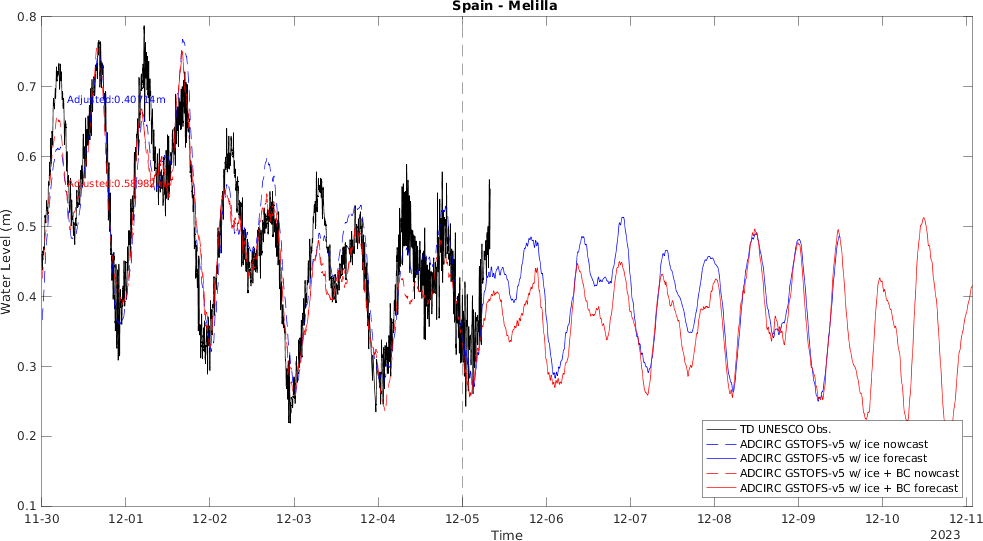 Spain - Melilla
0.8
0.7
0.6
0.5
0.4
0.3
0.2
0.1
Water Level (m)
Adjusted:0.40714m
11-30
12-01
12-02
12-03
12-04
12-05
12-06
12-07
12-08
12-09
12-10
12-11
Time
2023
TD UNESCO Obs.
ADCIRC GSTOFS-v5 w/ ice nowcast
ADCIRC GSTOFS-v5 w/ ice forecast
ADCIRC GSTOFS-v5 w/ ice + BC nowcast
ADCIRC GSTOFS-v5 w/ ice + BC forecast